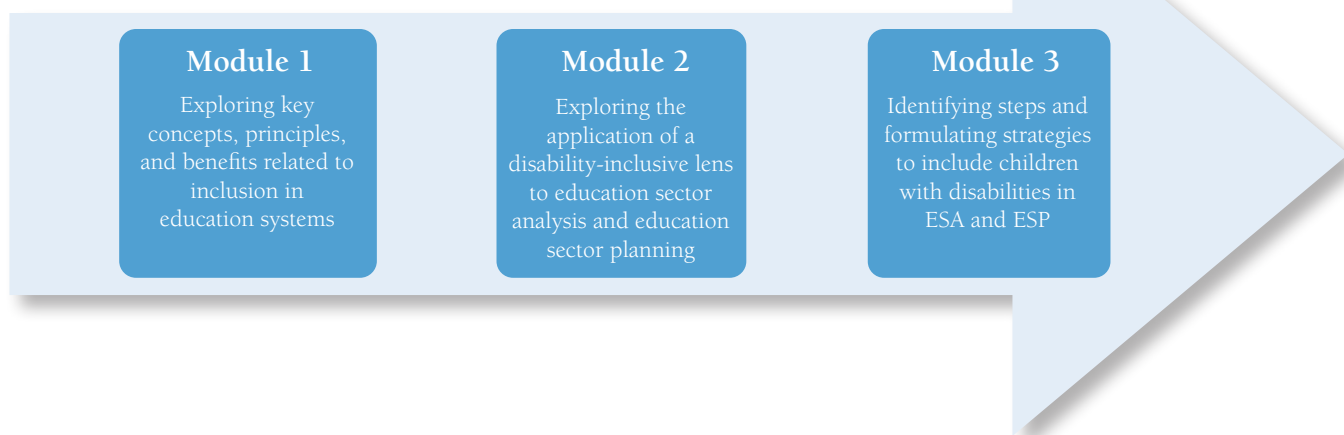 Module 1
Exploring key
concepts, principles,
and benefits related to
inclusion in
education systems
Module 2
Exploring the
application of a
disability-inclusive lens
to education sector
analysis and education
sector planning
Module 3
Identifying steps and
formulating strategies
to include children
with disabilities in
ESA and ESP